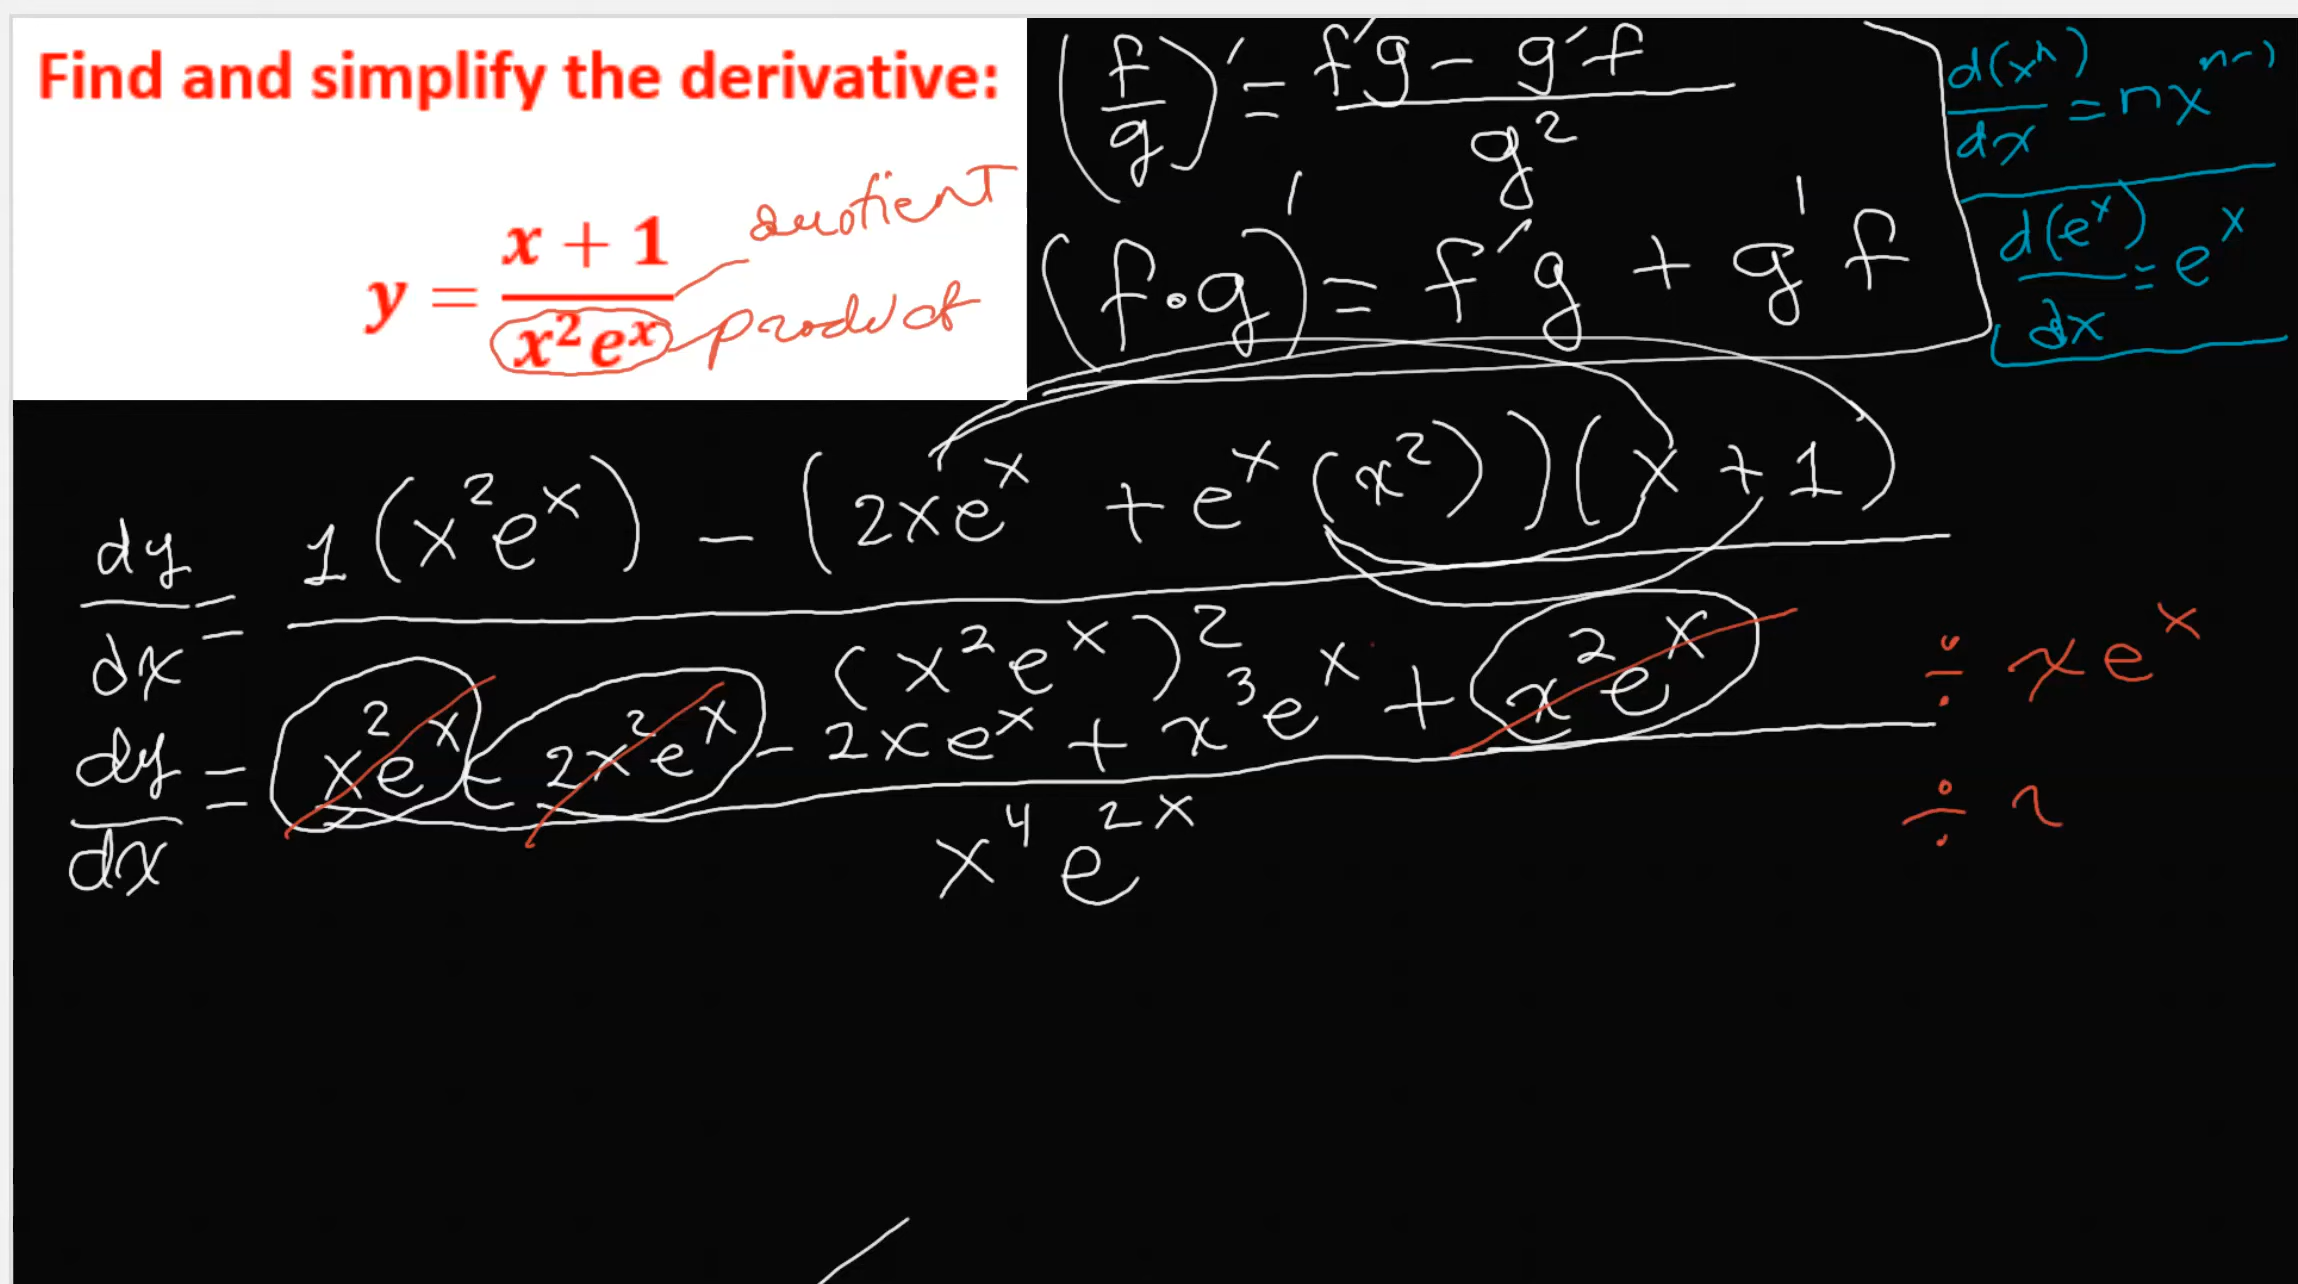 Find and simplify the derivative:
y = (x + 1)/(x²eˣ)
quotient
product
(f/g)' = (f'g - g'f)/g²
(f·g)' = f'g + g'f
d(xⁿ)/dx = nxⁿ⁻¹
d(eˣ)/dx = eˣ
dy/dx = (1(x²eˣ) - (2xeˣ + eˣ(x²))(x + 1))/(x²eˣ)²
dy/dx = (x²eˣ - 2x²eˣ - 2xeˣ + x³eˣ + x²eˣ)/(x⁴e²ˣ)
÷ xeˣ
÷